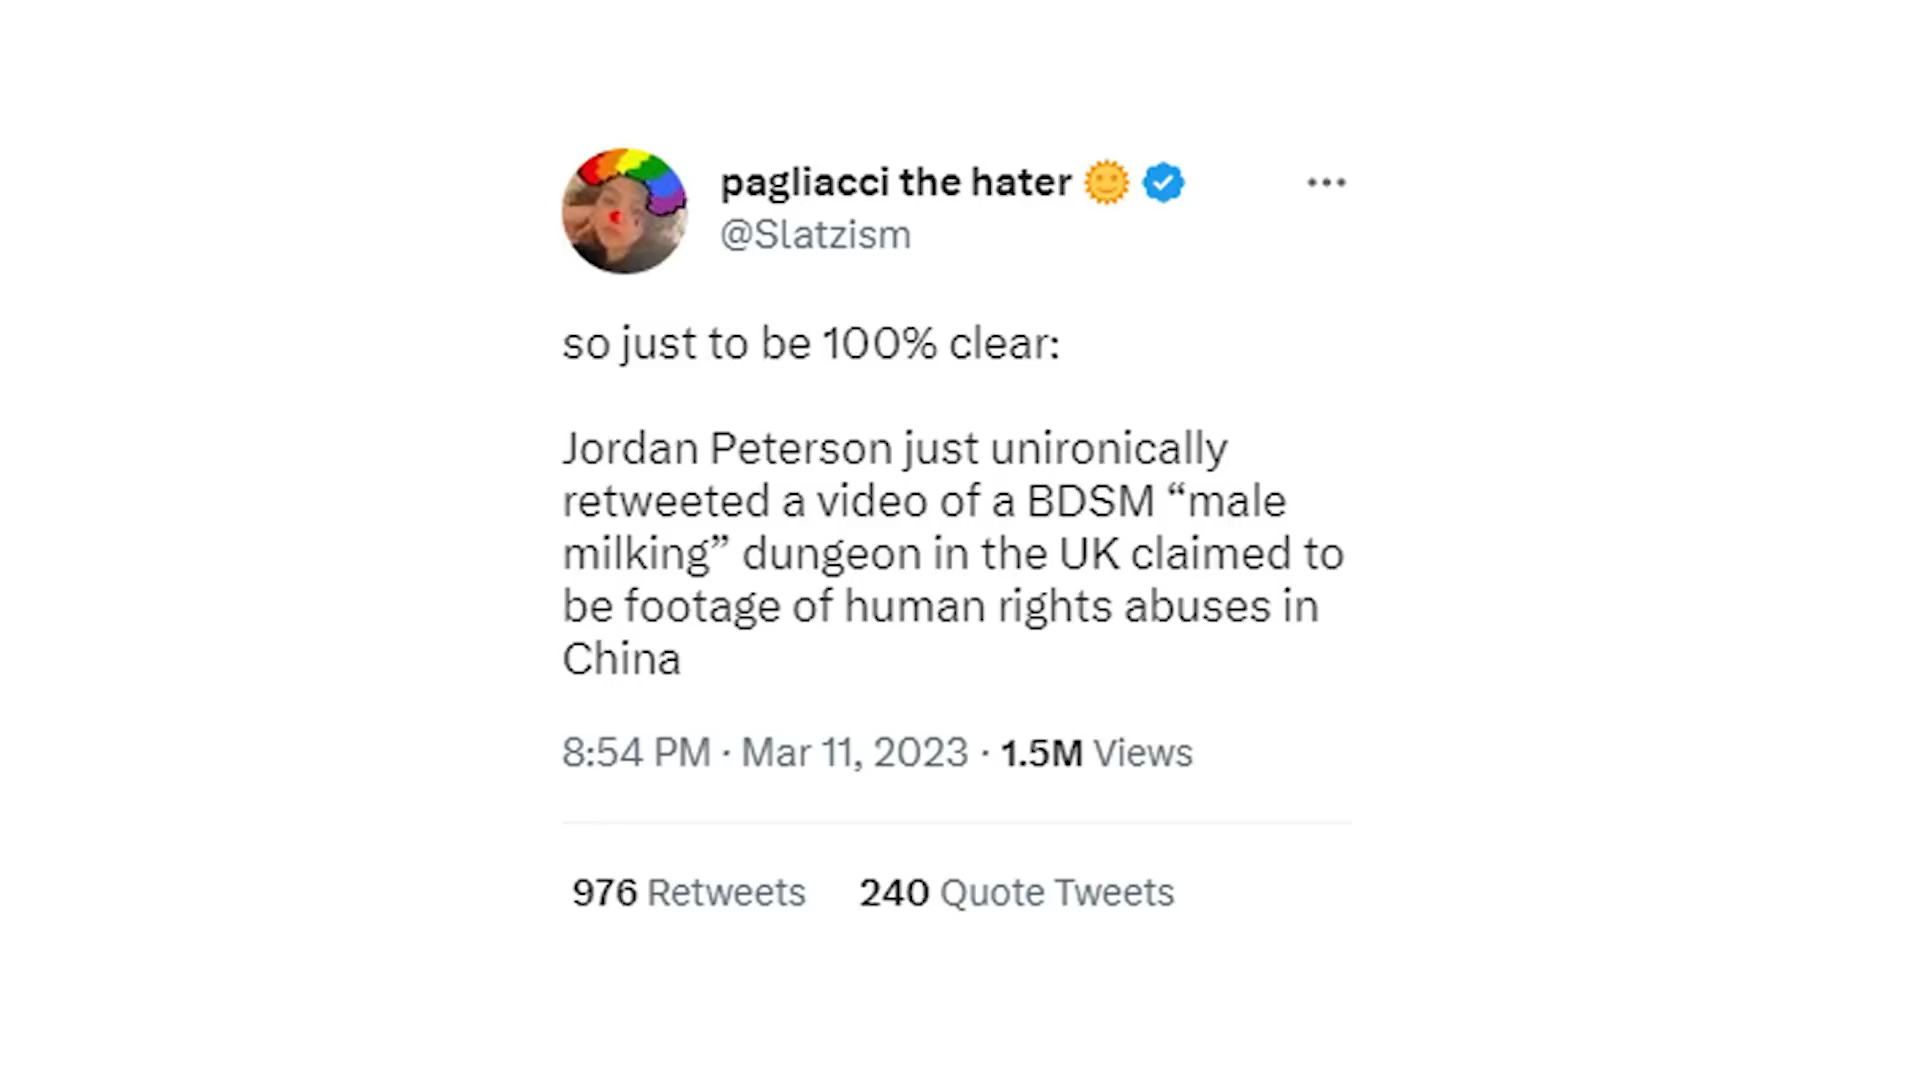 pagliacci the hater
@Slatzism
so just to be 100% clear:
Jordan Peterson just unironically
retweeted a video of a BDSM “male
milking” dungeon in the UK claimed to
be footage of human rights abuses in
China
8:54 PM · Mar 11, 2023 · 1.5M Views
976 Retweets 240 Quote Tweets